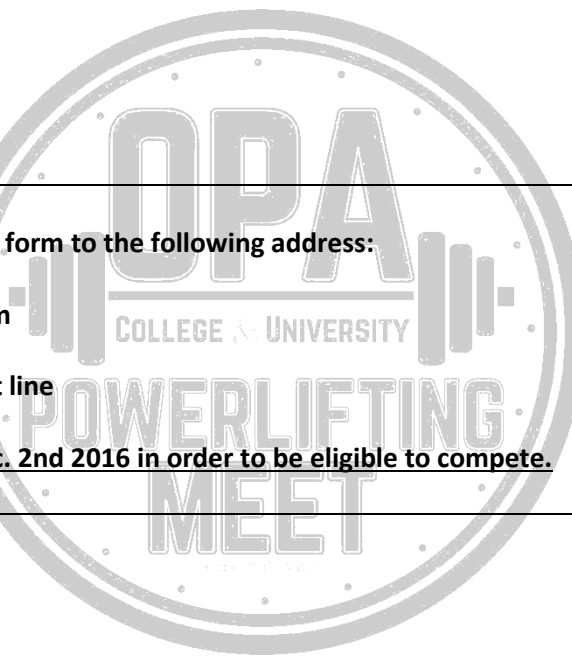 OPA
form to the following address:
COLLEGE & UNIVERSITY
t line
POWERLIFTING
c. 2nd 2016 in order to be eligible to compete.
MEET